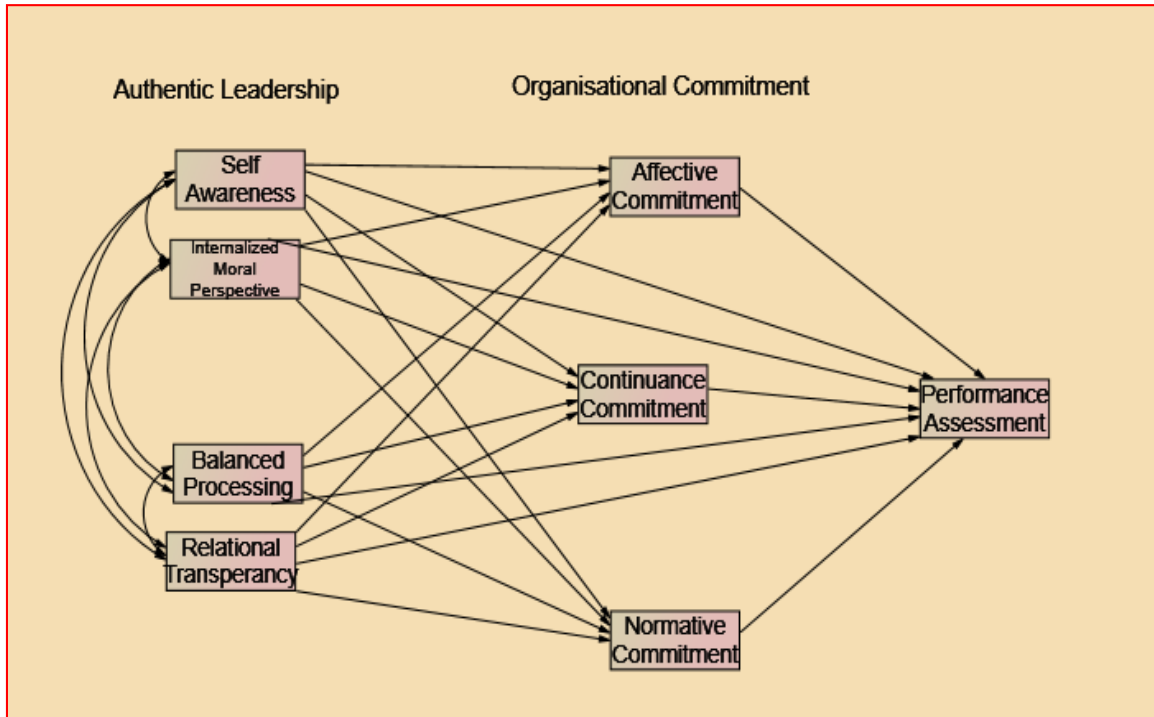 Authentic Leadership
Organisational Commitment
Self
Awareness
Internalized
Moral
Perspective
Balanced
Processing
Relational
Transperancy
Affective
Commitment
Continuance
Commitment
Normative
Commitment
Performance
Assessment